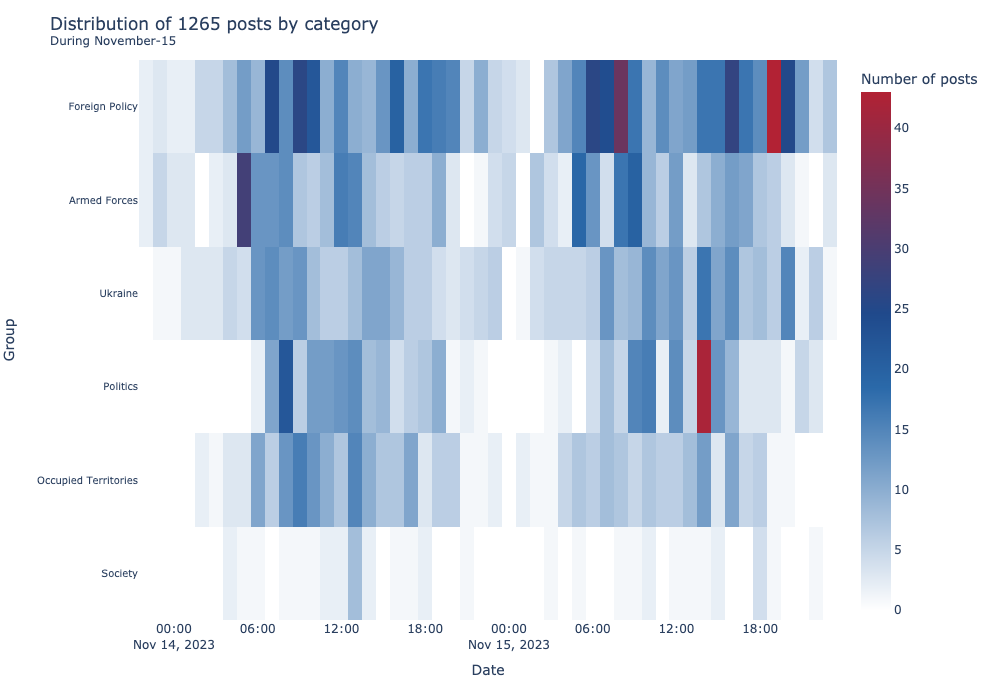 Distribution of 1265 posts by category
During November-15
Number of posts
Foreign Policy
Armed Forces
Ukraine
Politics
Occupied Territories
Society
Group
40
35
30
25
20
15
10
5
0
00:00 06:00 12:00 18:00 00:00 06:00 12:00 18:00
Nov 14, 2023 Nov 15, 2023
Date